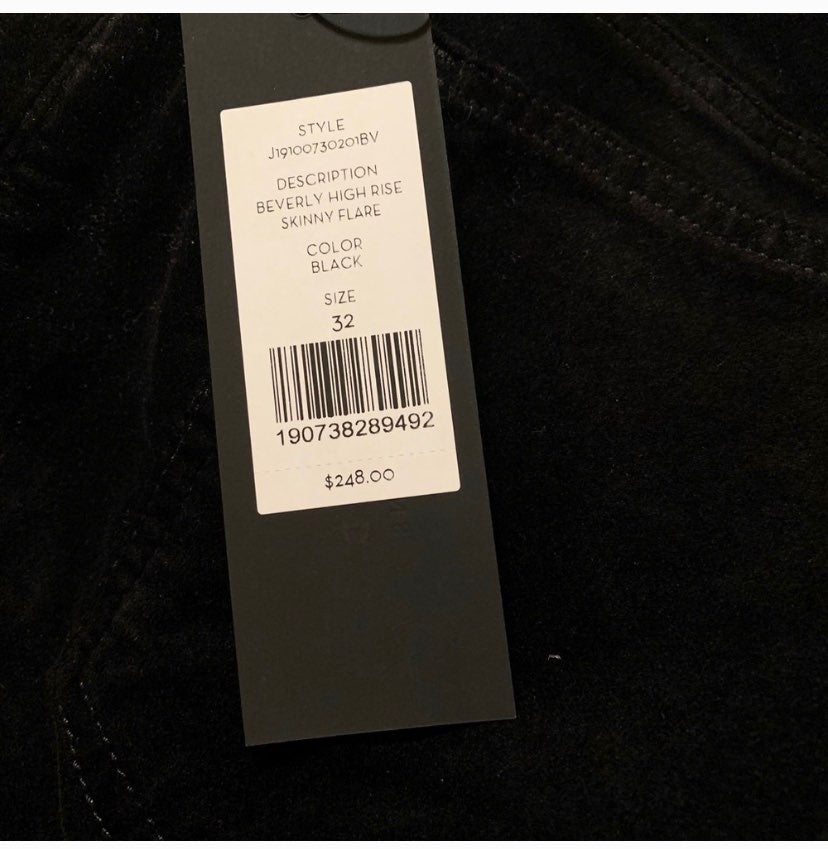 STYLE
J19100730201BV
DESCRIPTION
BEVERLY HIGH RISE
SKINNY FLARE
COLOR
BLACK
SIZE
32
190738289492
$248.00